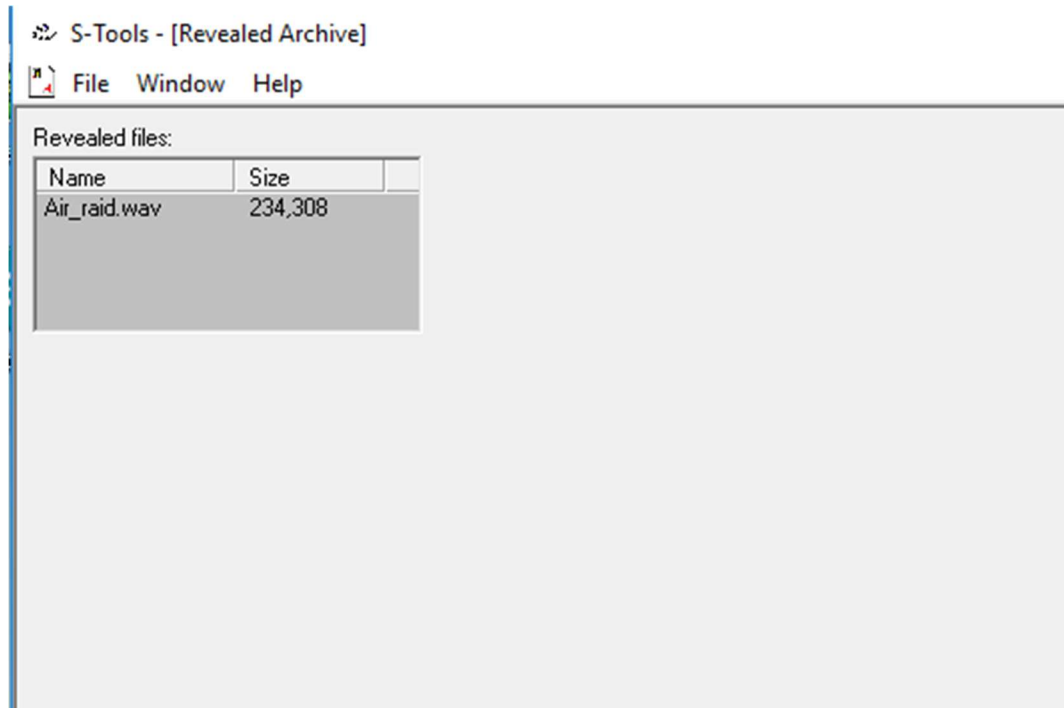 S-Tools - [Revealed Archive]
File Window Help
Revealed files:
Name Size
Air_raid.wav 234,308